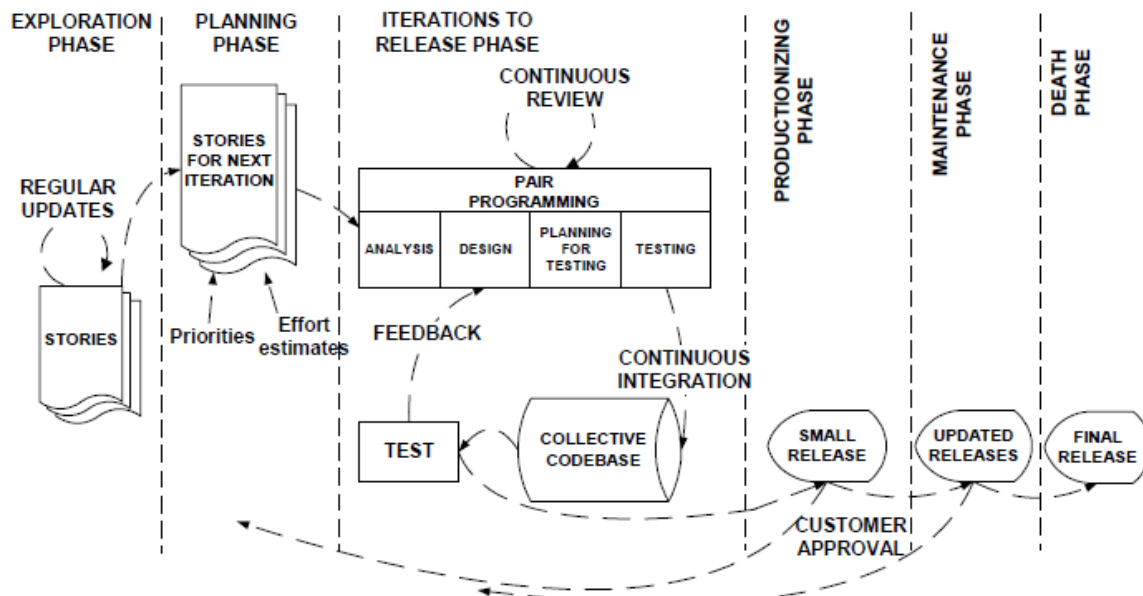 EXPLORATION
PHASE
PLANNING
PHASE
ITERATIONS TO
RELEASE PHASE
PRODUCTIONIZING
PHASE
MAINTENANCE
PHASE
DEATH
PHASE
CONTINUOUS
REVIEW
STORIES
FOR NEXT
ITERATION
REGULAR
UPDATES
PAIR
PROGRAMMING
ANALYSIS
DESIGN
PLANNING
FOR
TESTING
TESTING
STORIES
Priorities
Effort
estimates
FEEDBACK
CONTINUOUS
INTEGRATION
TEST
COLLECTIVE
CODEBASE
SMALL
RELEASE
UPDATED
RELEASES
FINAL
RELEASE
CUSTOMER
APPROVAL